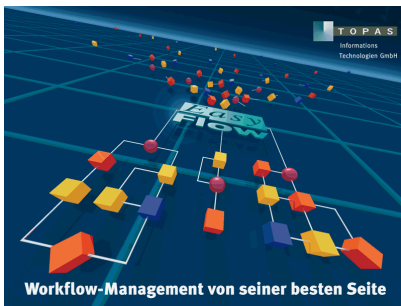 TOPAS
Informations
Technologien GmbH
Easy
Flow
Workflow-Management von seiner besten Seite